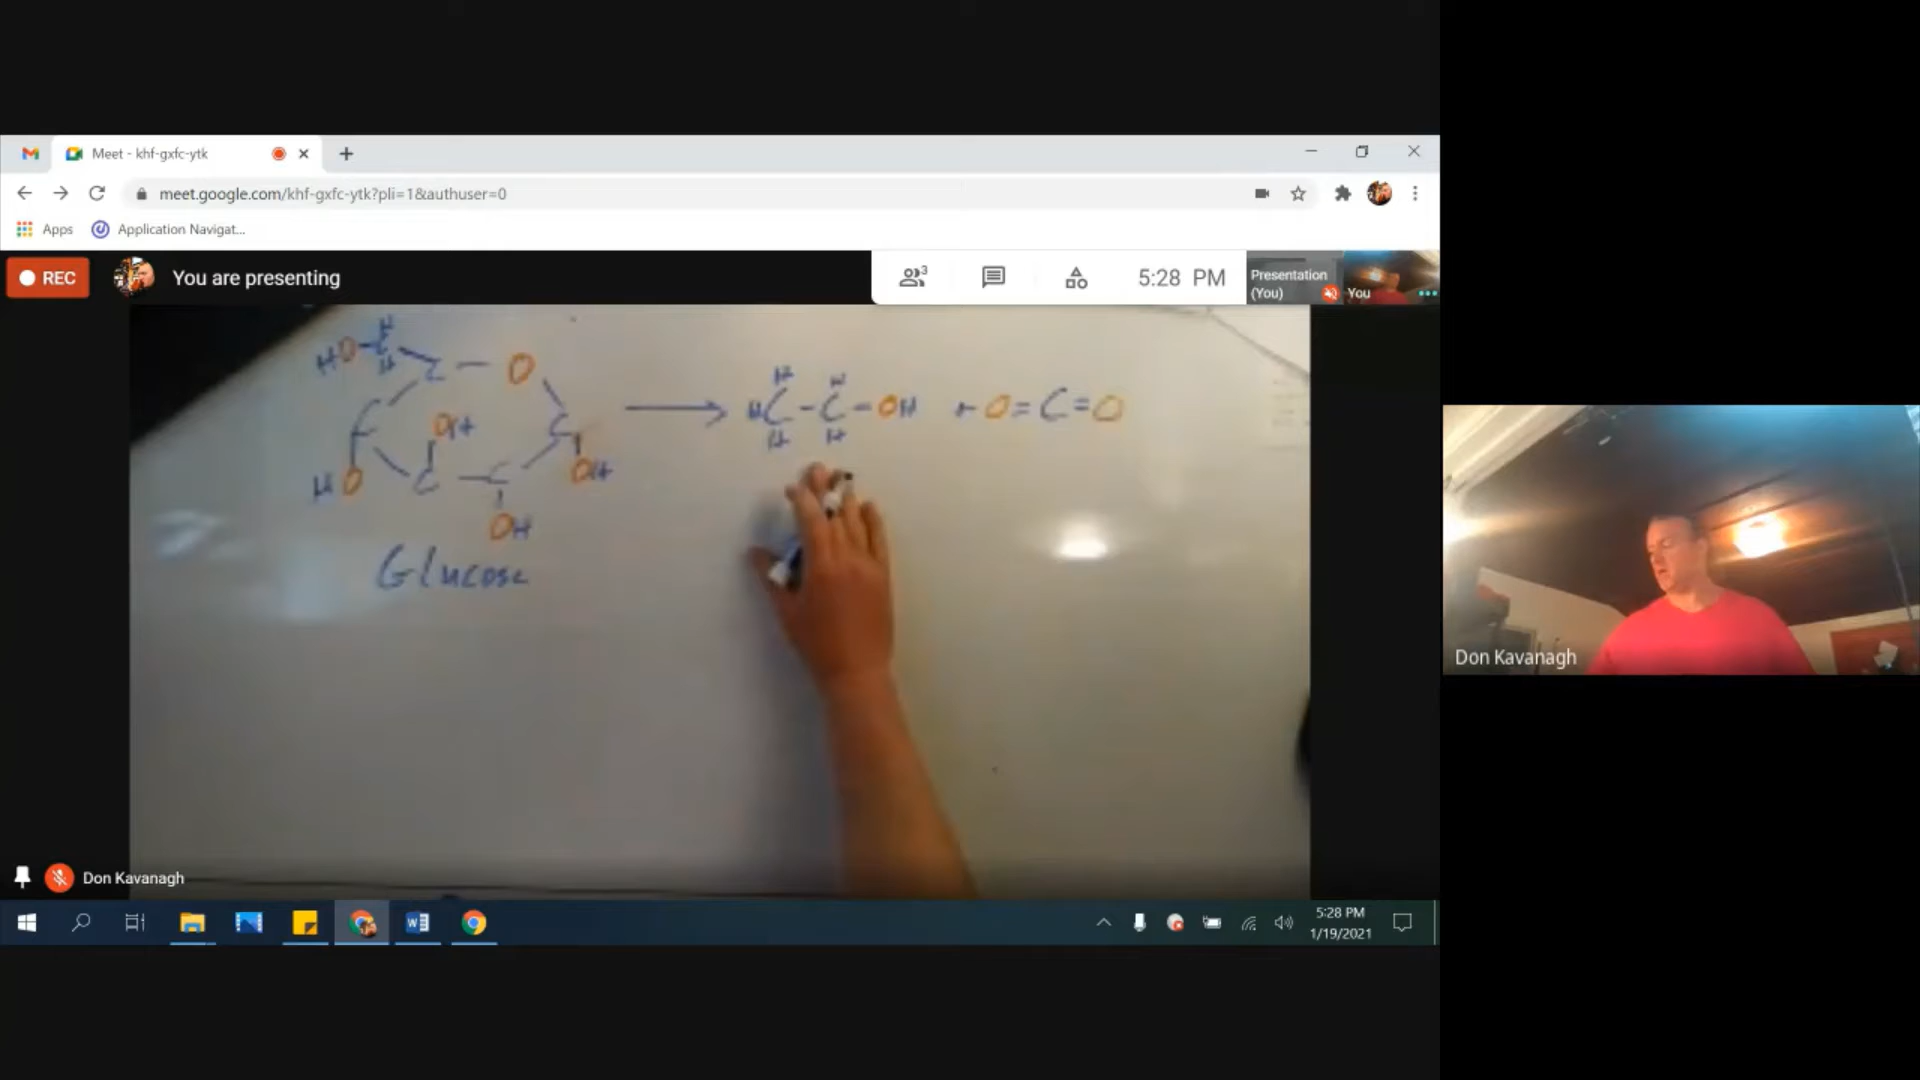 Meet - khf-gxfc-ytk
meet.google.com/khf-gxfc-ytk?pli=1&authuser=0
Apps
Application Navigat...
REC
You are presenting
3
5:28 PM
Presentation
(You)
You
H
HO-C-C-O
H
C
OH
C
HO
C-C
OH
OH
Glucose
H H
HC-C-OH + O=C=O
H H
Don Kavanagh
Don Kavanagh
5:28 PM
1/19/2021